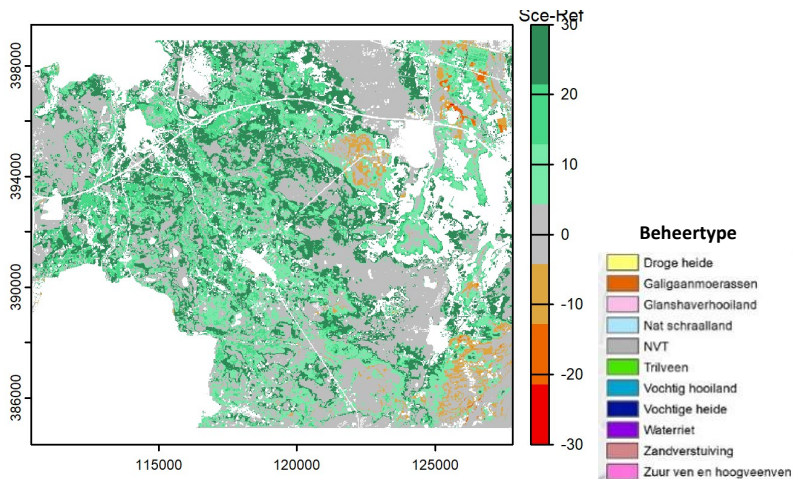 Sce-Ref
398000
394000
390000
386000
115000
120000
125000
30
20
10
0
-10
-20
-30
Beheertype
Droge heide
Galigaanmoerassen
Glanshaverhooiland
Nat schraalland
NVT
Trilveen
Vochtig hooiland
Vochtige heide
Waterriet
Zandverstuiving
Zuur ven en hoogveenven